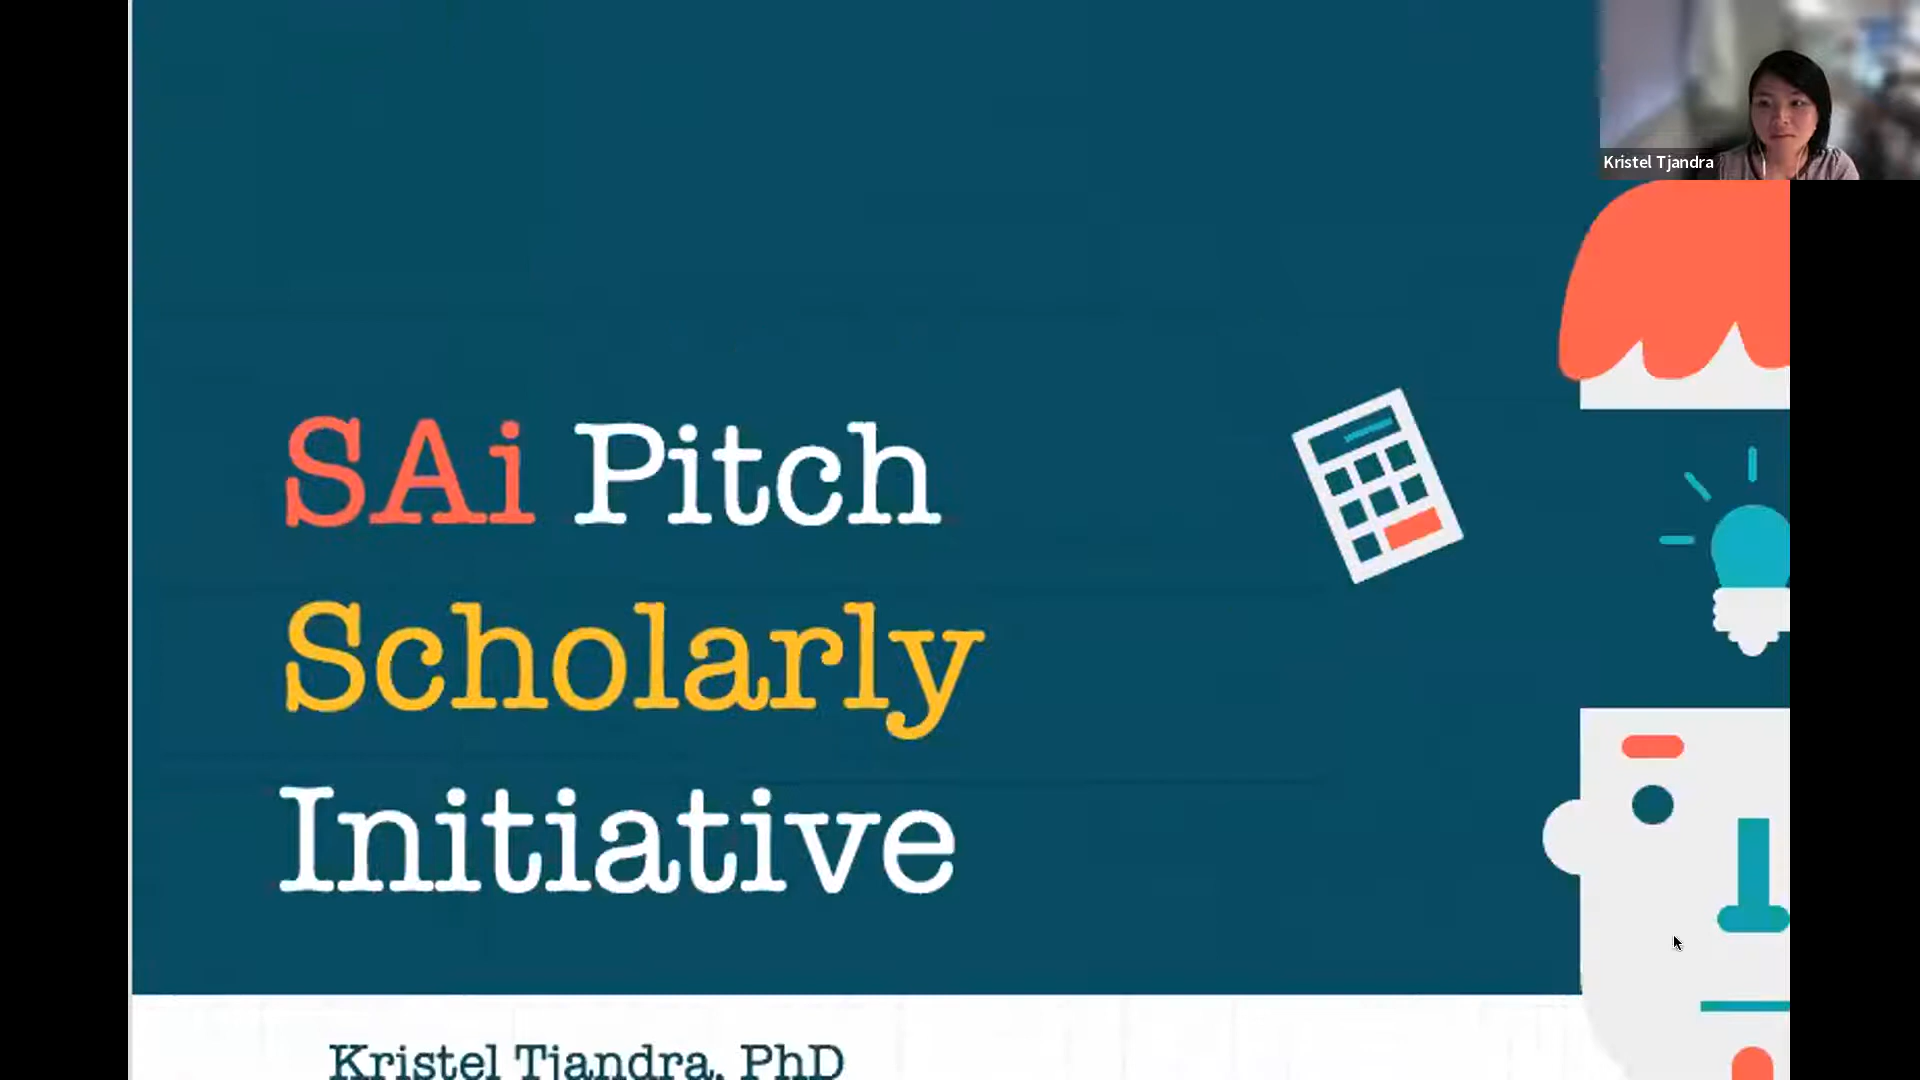 Kristel Tjandra
SAi Pitch
Scholarly
Initiative
Kristel Tjandra, PhD